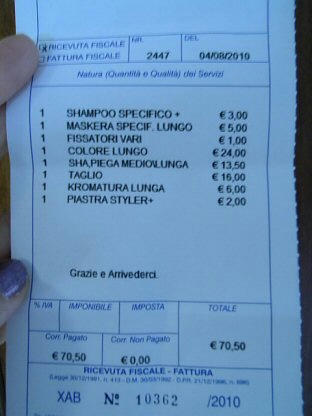 RICEVUTA FISCALE
FATTURA FISCALE
NR. 2447
DEL 04/08/2010
Natura (Quantità e Qualità) dei Servizi
1 SHAMPOO SPECIFICO + € 3,00
1 MASKERA SPECIF. LUNGO € 5,00
1 FISSATORI VARI € 1,00
1 COLORE LUNGO € 24,00
1 SHA,PIEGA MEDIO\LUNGA € 13,50
1 TAGLIO € 16,00
1 KROMATURA LUNGA € 6,00
1 PIASTRA STYLER+ € 2,00
Grazie e Arrivederci.
% IVA IMPONIBILE IMPOSTA TOTALE
Corr. Pagato Corr. Non Pagato
€ 70,50 € 0,00 € 70,50
RICEVUTA FISCALE - FATTURA
XAB № 10362 /2010